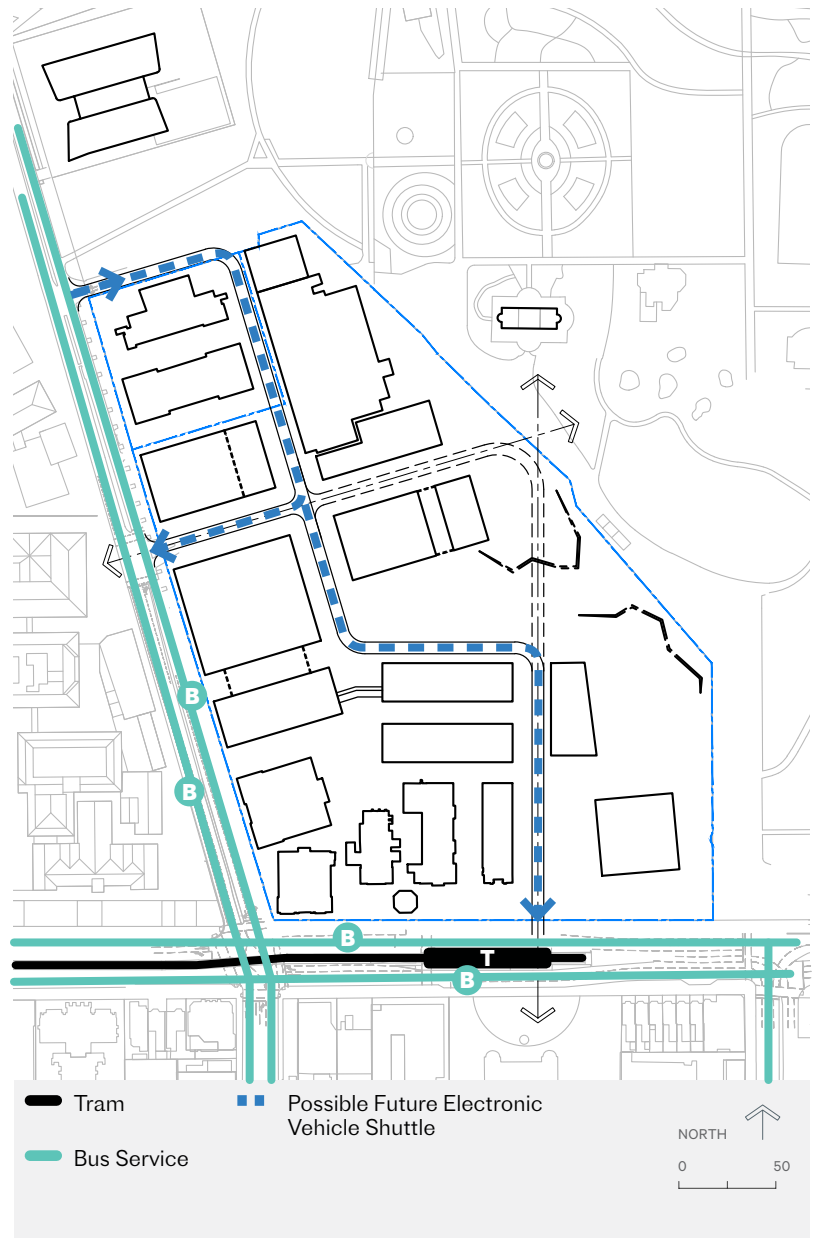 B
B
B
T
B
Tram
Possible Future Electronic
Vehicle Shuttle
Bus Service
NORTH
0 50